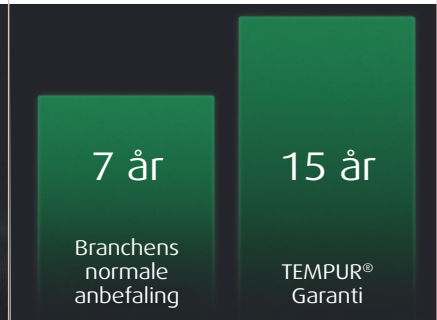 7 år
Branchens
normale
anbefaling
15 år
TEMPUR®
Garanti